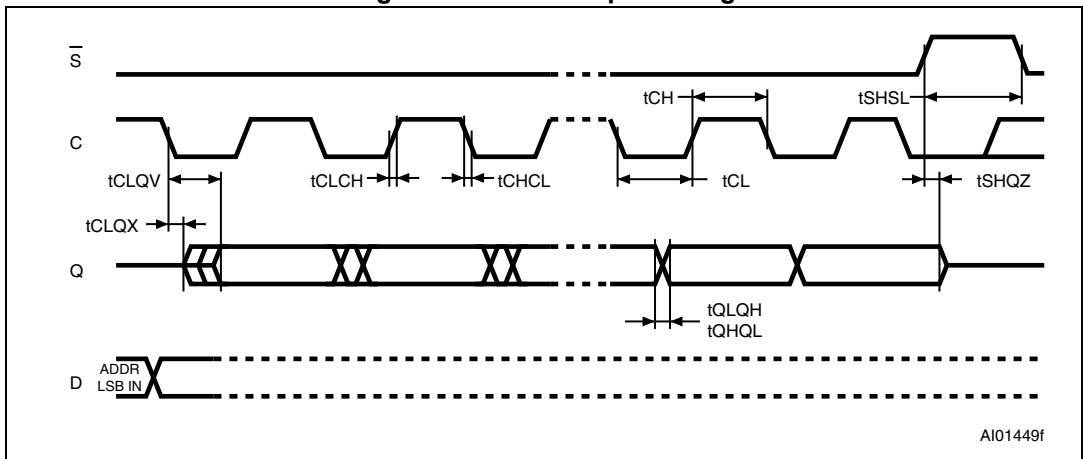 S
tCH
tSHSL
C
tCLQV
tCLCH
tCHCL
tCL
tSHQZ
tCLQX
Q
tQLQH
tQHQL
ADDR
D
LSB IN
AI01449f